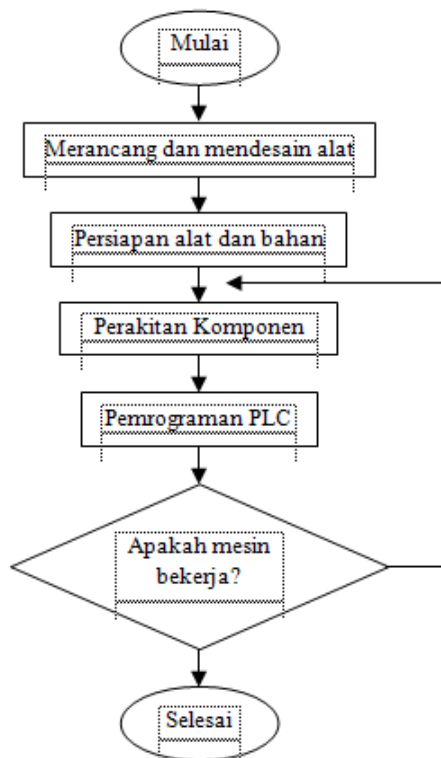 Mulai
Merancang dan mendesain alat
Persiapan alat dan bahan
Perakitan Komponen
Pemrograman PLC
Apakah mesin
bekerja?
Selesai